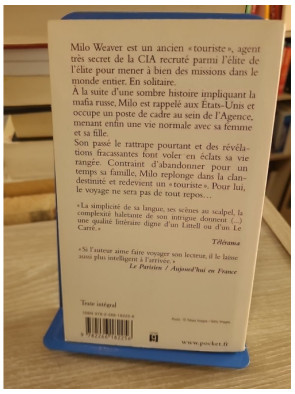 Milo Weaver est un ancien « touriste », agent
très secret de la CIA recruté parmi l'élite de
l'élite pour mener à bien des missions dans le
monde entier. En solitaire.
À la suite d'une sombre histoire impliquant la
mafia russe, Milo est rappelé aux États-Unis et
occupe un poste de cadre au sein de l'Agence,
menant enfin une vie normale avec sa femme
et sa fille.
Son passé le rattrape pourtant et des révéla-
tions fracassantes font voler en éclats sa vie
rangée. Contraint d'abandonner pour un
temps sa famille, Milo replonge dans la clan-
destinité et redevient un « touriste ». Pour lui,
le voyage ne sera pas de tout repos…
« La simplicité de sa langue, ses scènes au scalpel, la
complexité haletante de son intrigue donnent (...)
une qualité littéraire digne d'un Littell ou d'un Le
Carré. »
Télérama
« Si l'auteur aime faire voyager son lecteur, il le laisse
aussi plus intelligent à l'arrivée. »
Le Parisien / Aujourd'hui en France
Texte intégral
www.pocket.fr